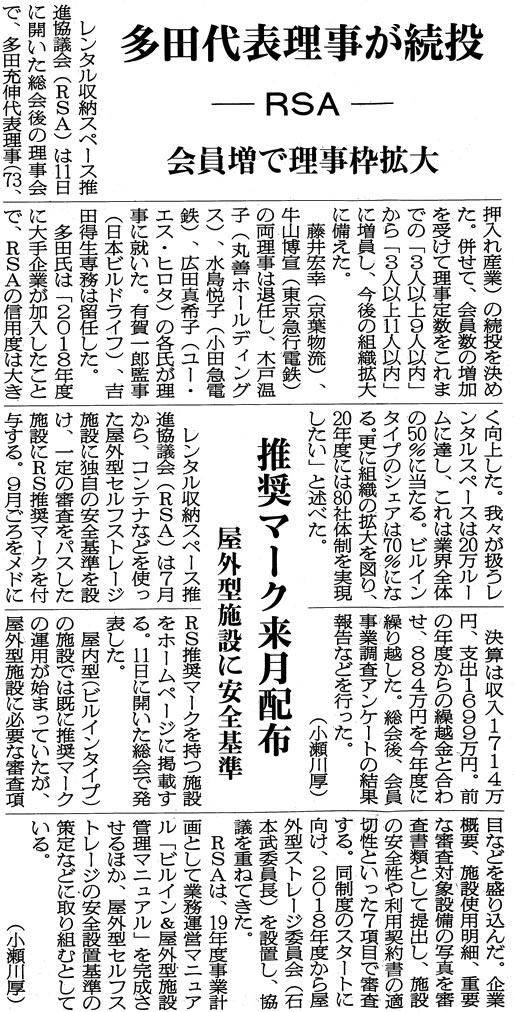 多田代表理事が続投
― RSA ―
会員増で理事枠拡大
レンタル収納スペース推
進協議会(RSA)は11日
に開いた総会後の理事会
で、多田充伸代表理事(73、
押入れ産業)の続投を決め
た。併せて、会員数の増加
を受けて理事定数をこれま
での「3人以上9人以内」
から「3人以上11人以内」
に増員し、今後の組織拡大
に備えた。
藤井宏幸(京葉物流)、
牛山博宣(東京急行電鉄)
の両理事は退任し、木戸温
子(丸善ホールディング
ス)、水鳥悦子(小田急電
鉄)、広田真希子(ユー・
エス・ヒロタ)の各氏が理
事に就いた。有賀一郎監事
(日本ビルドライフ)、吉
田得生専務は留任した。
多田氏は「2018年度
に大手企業が加入したこと
で、RSAの信用度は大き
く向上した。我々が扱うレ
ンタルスペースは20万ルー
ムに達し、これは業界全体
の50%に当たる。ビルイン
タイプのシェアは70%にな
る。更に組織の拡大を図り、
20年度には80社体制を実現
したい」と述べた。
決算は収入1714万
円、支出1699万円。前
の年度からの繰越金と合わ
せ、884万円を今年度に
繰り越した。総会後、会員
事業調査アンケートの結果
報告などを行った。
(小瀬川厚)
推奨マーク来月配布
屋外型施設に安全基準
レンタル収納スペース推
進協議会(RSA)は7月
から、コンテナなどを使っ
た屋外型セルフストレージ
施設に独自の安全基準を設
け、一定の審査をパスした
施設にRS推奨マークを付
与する。9月ごろをメドに
RS推奨マークを持つ施設
をホームページに掲載す
る。11日に開いた総会で発
表した。
屋内型(ビルインタイプ)
の施設では既に推奨マーク
の運用が始まっていたが、
屋外型施設に必要な審査項
目などを盛り込んだ。企業
概要、施設使用明細、重要
な審査対象設備の写真を審
査書類として提出し、施設
の安全性や利用契約書の適
切性といった7項目で審査
する。同制度のスタートに
向け、2018年度から屋
外型ストレージ委員会(石
本武委員長)を設置し、協
議を重ねてきた。
RSAは、19年度事業計
画として業務運営マニュア
ル「ビルイン&屋外型施設
管理マニュアル」を完成さ
せるほか、屋外型セルフス
トレージの安全設置基準の
策定などに取り組むとして
いる。
(小瀬川厚)